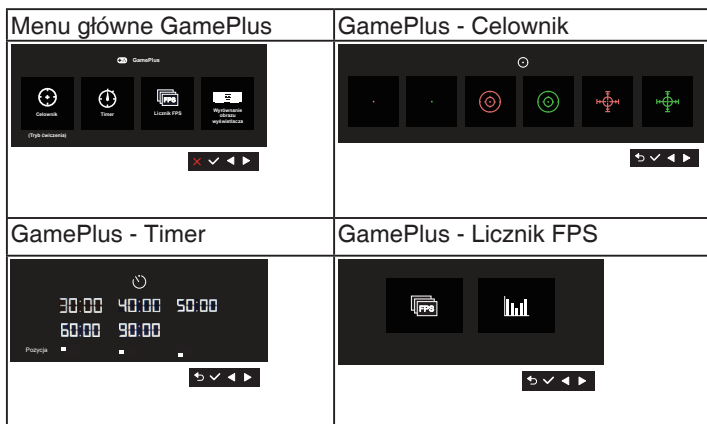 Menu główne GamePlus
GamePlus - Celownik
GamePlus
Celownik
Timer
Licznik FPS
Wyrównanie
obrazu
wyświetlacza
FPS
(Tryb ćwiczenia)
GamePlus - Timer
GamePlus - Licznik FPS
30:00 40:00 50:00
60:00 90:00
Pozycja
FPS